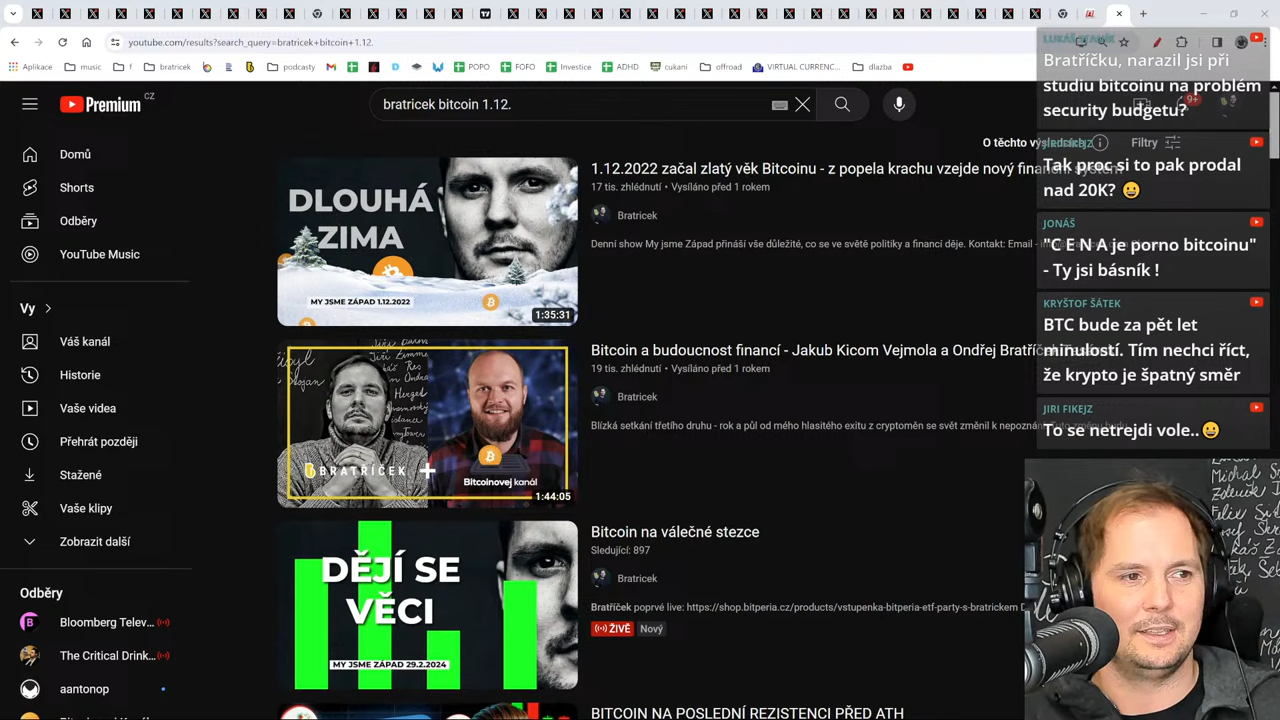 youtube.com/results?search_query=bratricek+bitcoin+1.12.
Aplikace music f bratricek podcasty POPO FOFO Investice ADHD cukani offroad VIRTUAL CURRENC... dlazba
Premium CZ
bratricek bitcoin 1.12.
9+
O těchto výsledcích
Filtry
Domů
Shorts
Odběry
YouTube Music
Vy
Váš kanál
Historie
Vaše videa
Přehrát později
Stažené
Vaše klipy
Zobrazit další
Odběry
Bloomberg Telev...
The Critical Drink...
aantonop
DLOUHÁ
ZIMA
MY JSME ZÁPAD 1.12.2022
1:35:31
1.12.2022 začal zlatý věk Bitcoinu - z popela krachu vzejde nový finanční systém
17 tis. zhlédnutí • Vysíláno před 1 rokem
Bratricek
Denní show My jsme Západ přináší vše důležité, co se ve světě politiky a financí děje. Kontakt: Email -
BRATŘÍČEK +
Bitcoinovej kanál
1:44:05
Bitcoin a budoucnost financí - Jakub Kicom Vejmola a Ondřej
19 tis. zhlédnutí • Vysíláno před 1 rokem
Bratricek
Blízká setkání třetího druhu - rok a půl od mého hlasitého exitu z kryptoměn se svět změnil k
DĚJÍ SE
VĚCI
MY JSME ZÁPAD 29.2.2024
Bitcoin na válečné stezce
Sledující: 897
Bratricek
Bratříček poprvé live: https://shop.bitperia.cz/products/vstupenka-bitperia-etf-party-s-bratrickem
ŽIVĚ Nový
BITCOIN NA POSLEDNÍ REZISTENCI PŘED ATH
Bratříčku, narazil jsi při
studiu bitcoinu na problém
security budgetu?
Tak proc si to pak prodal
nad 20K? 😀
JONÁŠ
"C E N A je porno bitcoinu"
- Ty jsi básník !
KRYŠTOF ŠÁTEK
BTC bude za pět let
minulostí. Tím nechci říct,
že krypto je špatný směr
JIRI FIKEJZ
To se netrejdi vole..😀